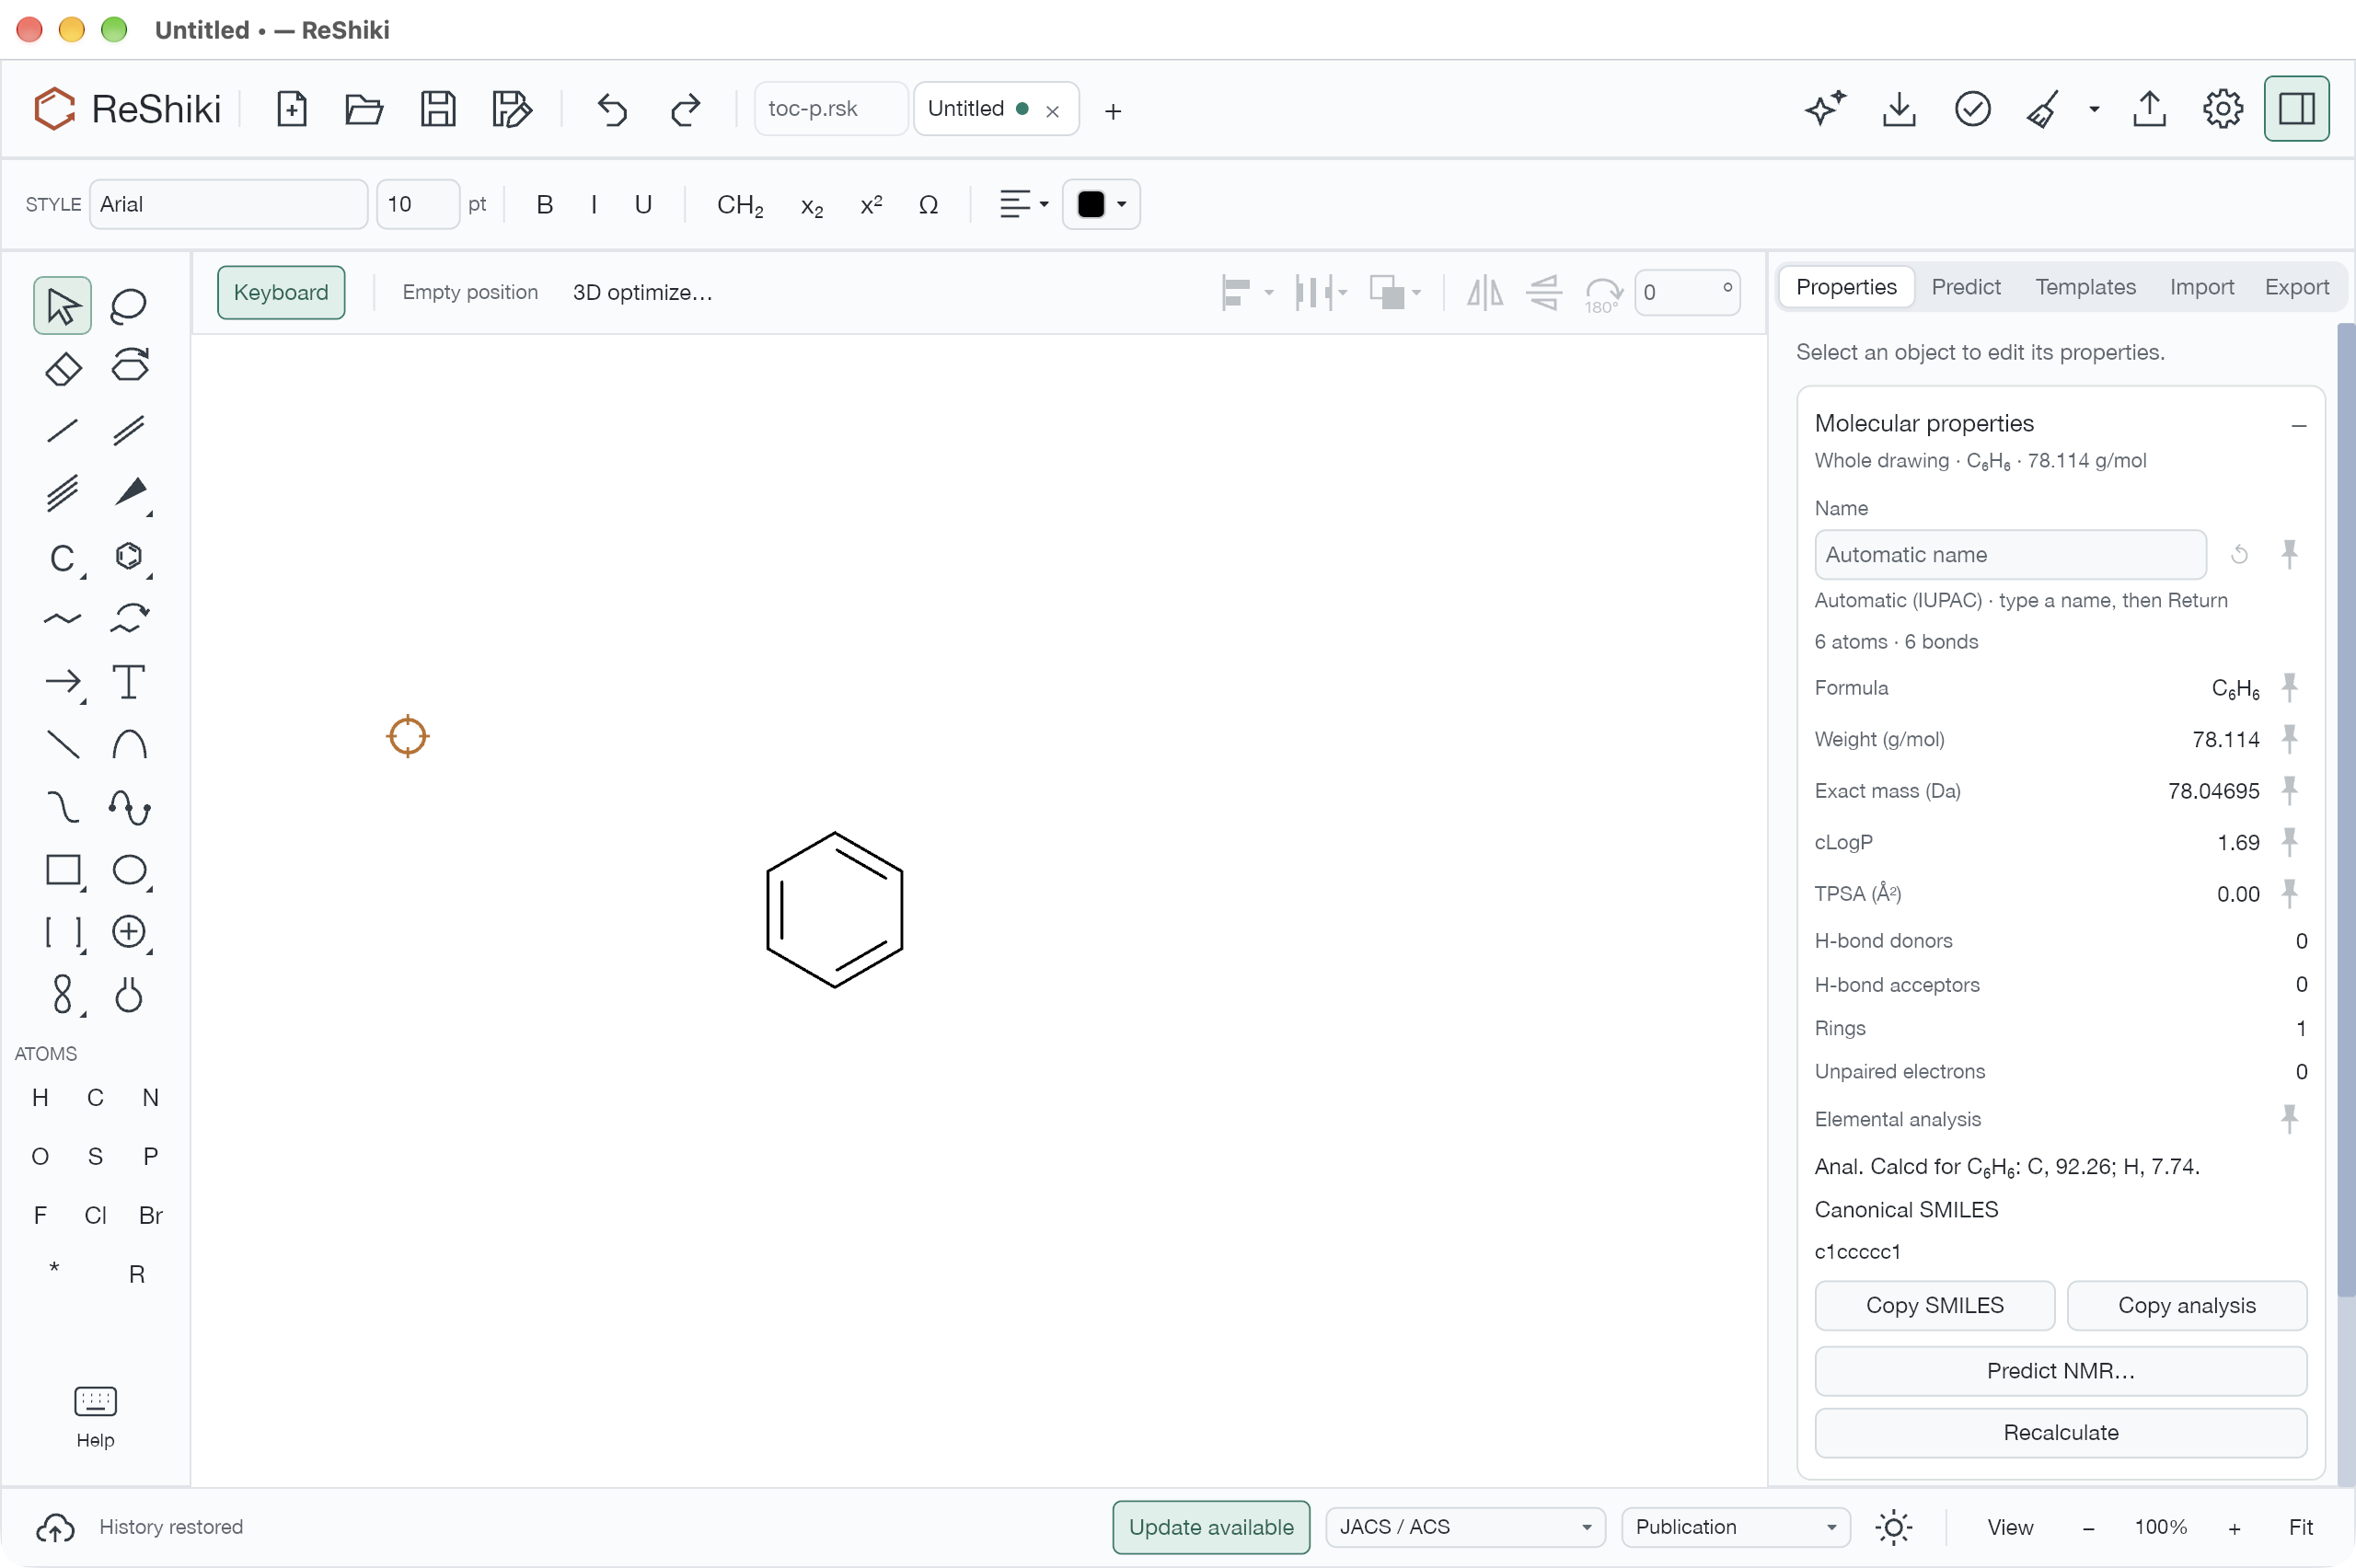 Untitled • — ReShiki
ReShiki
toc-p.rsk
Untitled
STYLE Arial 10 pt B I U CH₂ x₂ x² Ω
Keyboard Empty position 3D optimize...
180° 0 °
Properties Predict Templates Import Export
Select an object to edit its properties.
Molecular properties
Whole drawing · C₆H₆ · 78.114 g/mol
Name
Automatic name
Automatic (IUPAC) · type a name, then Return
6 atoms · 6 bonds
Formula C₆H₆
Weight (g/mol) 78.114
Exact mass (Da) 78.04695
cLogP 1.69
TPSA (Å²) 0.00
H-bond donors 0
H-bond acceptors 0
Rings 1
Unpaired electrons 0
Elemental analysis
Anal. Calcd for C₆H₆: C, 92.26; H, 7.74.
Canonical SMILES
c1ccccc1
Copy SMILES Copy analysis
Predict NMR...
Recalculate
C
T
ATOMS
H C N
O S P
F Cl Br
* R
Help
History restored
Update available JACS / ACS Publication View − 100% + Fit